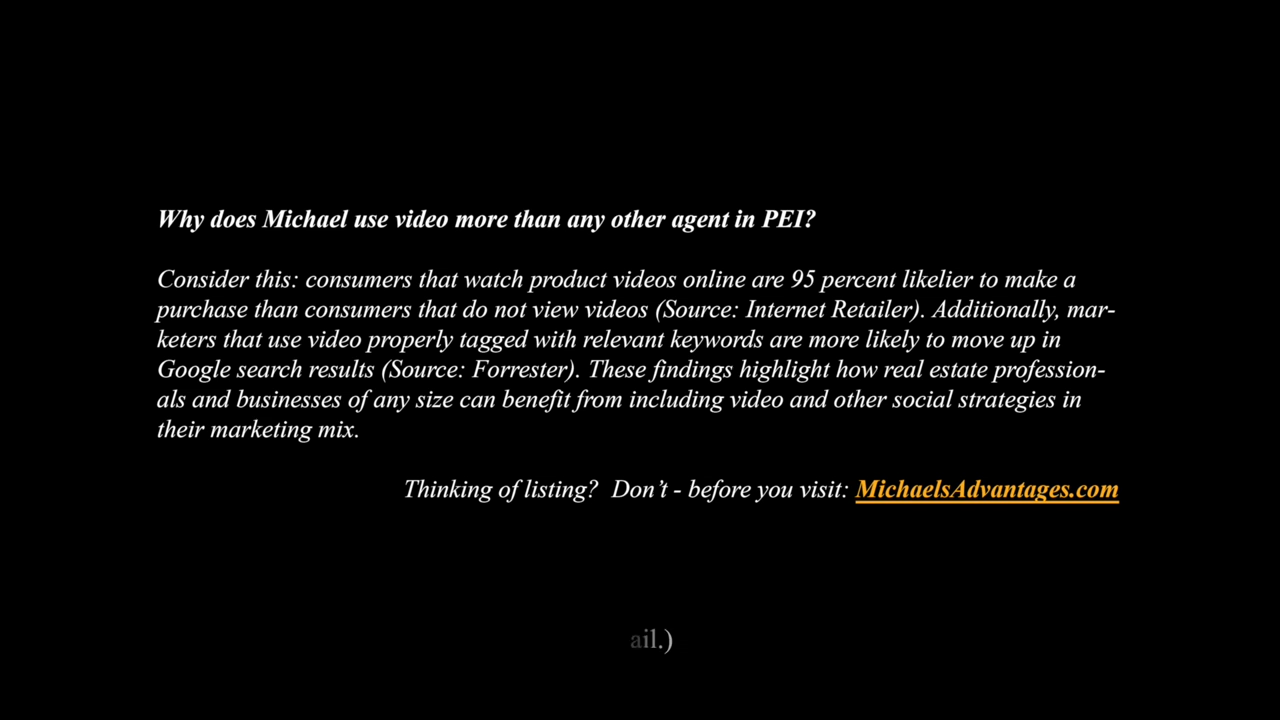 Why does Michael use video more than any other agent in PEI?
Consider this: consumers that watch product videos online are 95 percent likelier to make a
purchase than consumers that do not view videos (Source: Internet Retailer). Additionally, mar-
keters that use video properly tagged with relevant keywords are more likely to move up in
Google search results (Source: Forrester). These findings highlight how real estate profession-
als and businesses of any size can benefit from including video and other social strategies in
their marketing mix.
Thinking of listing?  Don’t - before you visit: MichaelsAdvantages.com
ail.)